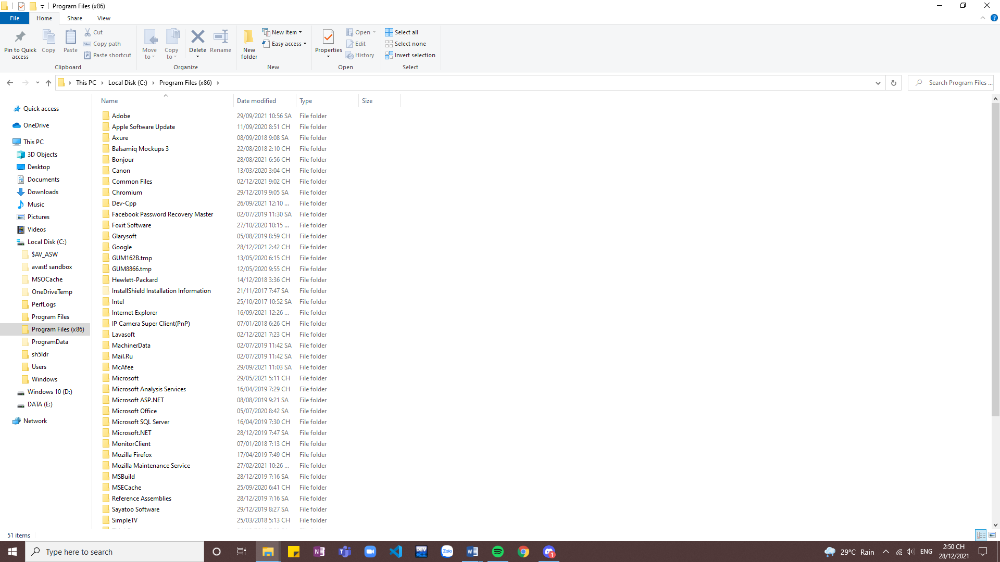 Program Files (x86)
File Home Share View
Pin to Quick access
Copy
Paste
Cut
Copy path
Paste shortcut
Clipboard
Move to
Copy to
Delete
Rename
Organize
New folder
New item
Easy access
New
Properties
Open
Edit
History
Open
Select all
Select none
Invert selection
Select
This PC > Local Disk (C:) > Program Files (x86) >
Search Program Files ...
Quick access
OneDrive
This PC
3D Objects
Desktop
Documents
Downloads
Music
Pictures
Videos
Local Disk (C:)
$AV_ASW
avast! sandbox
MSOCache
OneDriveTemp
PerfLogs
Program Files
Program Files (x86)
ProgramData
sh5ldr
Users
Windows
Windows 10 (D:)
DATA (E:)
Network
Name Date modified Type Size
Adobe 29/09/2021 10:56 SA File folder
Apple Software Update 11/09/2020 8:51 CH File folder
Axure 08/09/2018 9:08 SA File folder
Balsamiq Mockups 3 22/08/2018 2:10 CH File folder
Bonjour 28/08/2021 6:56 CH File folder
Canon 13/03/2020 3:04 CH File folder
Common Files 02/12/2021 9:02 CH File folder
Chromium 29/12/2019 9:05 SA File folder
Dev-Cpp 26/09/2021 12:10 ... File folder
Facebook Password Recovery Master 02/07/2019 11:30 SA File folder
Foxit Software 27/10/2020 10:15 ... File folder
Glarysoft 05/08/2019 8:59 CH File folder
Google 28/12/2021 2:42 CH File folder
GUM162B.tmp 13/05/2020 6:15 CH File folder
GUM8866.tmp 12/05/2020 9:55 CH File folder
Hewlett-Packard 14/12/2018 3:36 CH File folder
InstallShield Installation Information 21/11/2017 7:47 SA File folder
Intel 25/10/2017 10:52 SA File folder
Internet Explorer 16/09/2021 12:26 ... File folder
IP Camera Super Client(PnP) 07/01/2018 6:26 CH File folder
Lavasoft 02/12/2021 7:23 CH File folder
MachinerData 02/07/2019 11:42 SA File folder
Mail.Ru 02/07/2019 11:42 SA File folder
McAfee 29/09/2021 11:03 SA File folder
Microsoft 29/05/2021 5:11 CH File folder
Microsoft Analysis Services 16/04/2019 7:29 CH File folder
Microsoft ASP.NET 08/08/2019 9:21 SA File folder
Microsoft Office 05/07/2020 8:42 SA File folder
Microsoft SQL Server 16/04/2019 7:30 CH File folder
Microsoft.NET 28/12/2019 7:47 SA File folder
MonitorClient 07/01/2018 7:13 CH File folder
Mozilla Firefox 17/04/2019 7:49 CH File folder
Mozilla Maintenance Service 27/02/2021 10:26 ... File folder
MSBuild 28/12/2019 7:16 SA File folder
MSECache 25/09/2020 6:41 CH File folder
Reference Assemblies 28/12/2019 7:16 SA File folder
Sayatoo Software 29/12/2019 8:27 SA File folder
SimpleTV 25/03/2018 5:13 CH File folder
51 items
Type here to search
DEV
Zalo
1
29°C Rain
ENG
2:50 CH
28/12/2021